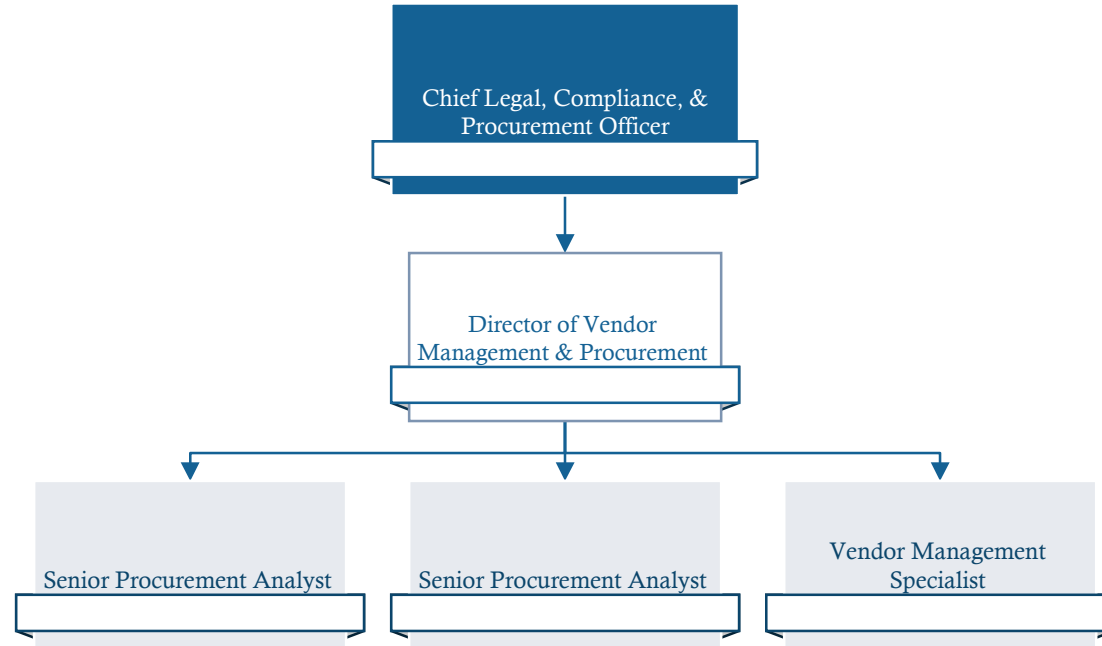 Chief Legal, Compliance, &
Procurement Officer
Director of Vendor
Management & Procurement
Senior Procurement Analyst
Senior Procurement Analyst
Vendor Management
Specialist